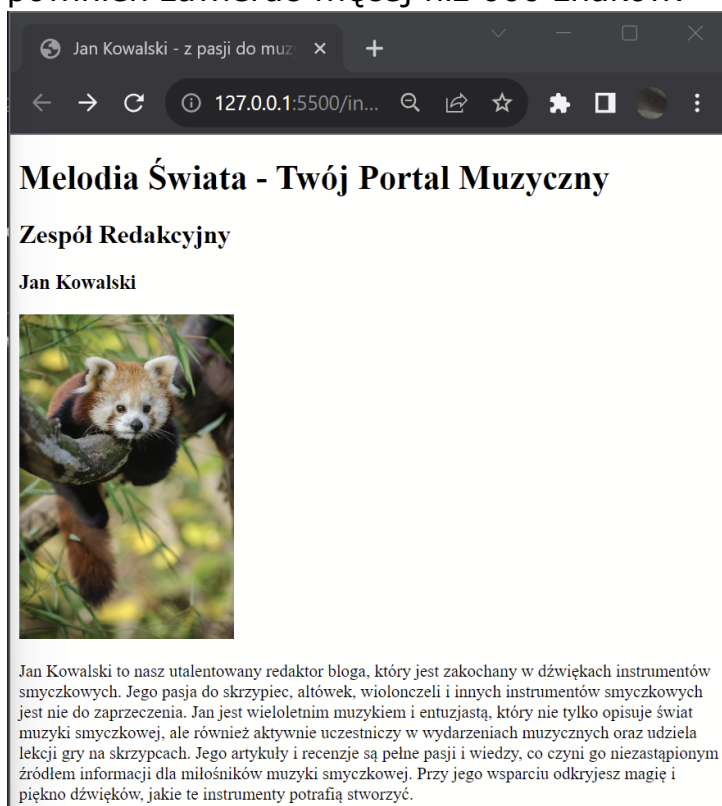 Jan Kowalski - z pasji do muz
127.0.0.1:5500/in...
Melodia Świata - Twój Portal Muzyczny
Zespół Redakcyjny
Jan Kowalski
Jan Kowalski to nasz utalentowany redaktor bloga, który jest zakochany w dźwiękach instrumentów
smyczkowych. Jego pasja do skrzypiec, altówek, wiolonczeli i innych instrumentów smyczkowych
jest nie do zaprzeczenia. Jan jest wieloletnim muzykiem i entuzjastą, który nie tylko opisuje świat
muzyki smyczkowej, ale również aktywnie uczestniczy w wydarzeniach muzycznych oraz udziela
lekcji gry na skrzypcach. Jego artykuły i recenzje są pełne pasji i wiedzy, co czyni go niezastąpionym
źródłem informacji dla miłośników muzyki smyczkowej. Przy jego wsparciu odkryjesz magię i
piękno dźwięków, jakie te instrumenty potrafią stworzyć.